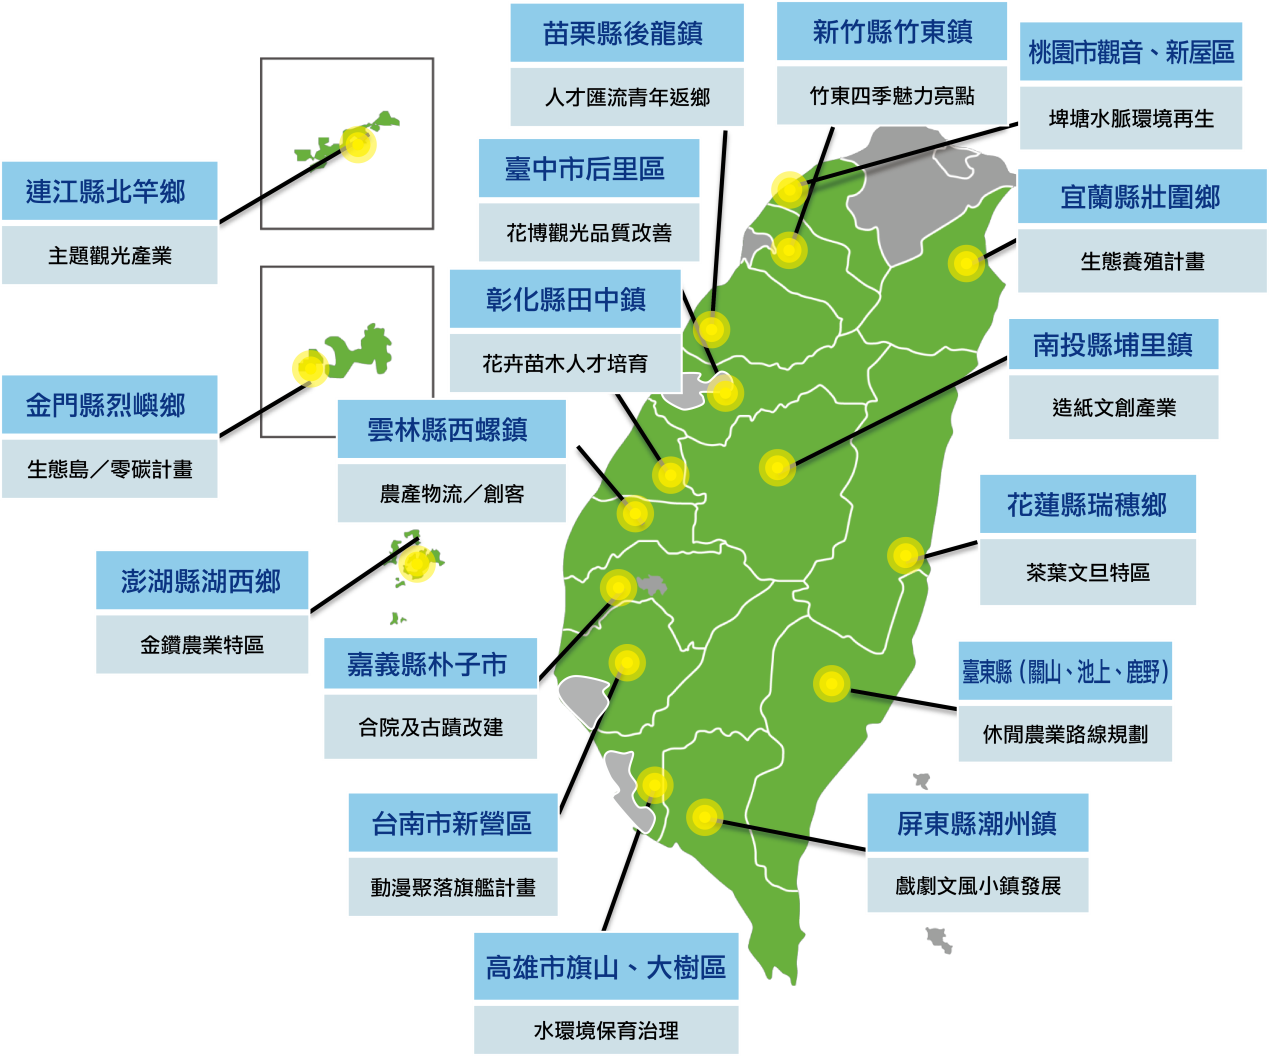 苗栗縣後龍鎮
人才匯流青年返鄉
新竹縣竹東鎮
竹東四季魅力亮點
桃園市觀音、新屋區
埤塘水脈環境再生
臺中市后里區
花博觀光品質改善
連江縣北竿鄉
主題觀光產業
宜蘭縣壯圍鄉
生態養殖計畫
彰化縣田中鎮
花卉苗木人才培育
南投縣埔里鎮
造紙文創產業
金門縣烈嶼鄉
生態島／零碳計畫
雲林縣西螺鎮
農產物流／創客
花蓮縣瑞穗鄉
茶葉文旦特區
澎湖縣湖西鄉
金鑽農業特區
嘉義縣朴子市
合院及古蹟改建
臺東縣（關山、池上、鹿野）
休閒農業路線規劃
台南市新營區
動漫聚落旗艦計畫
屏東縣潮州鎮
戲劇文風小鎮發展
高雄市旗山、大樹區
水環境保育治理